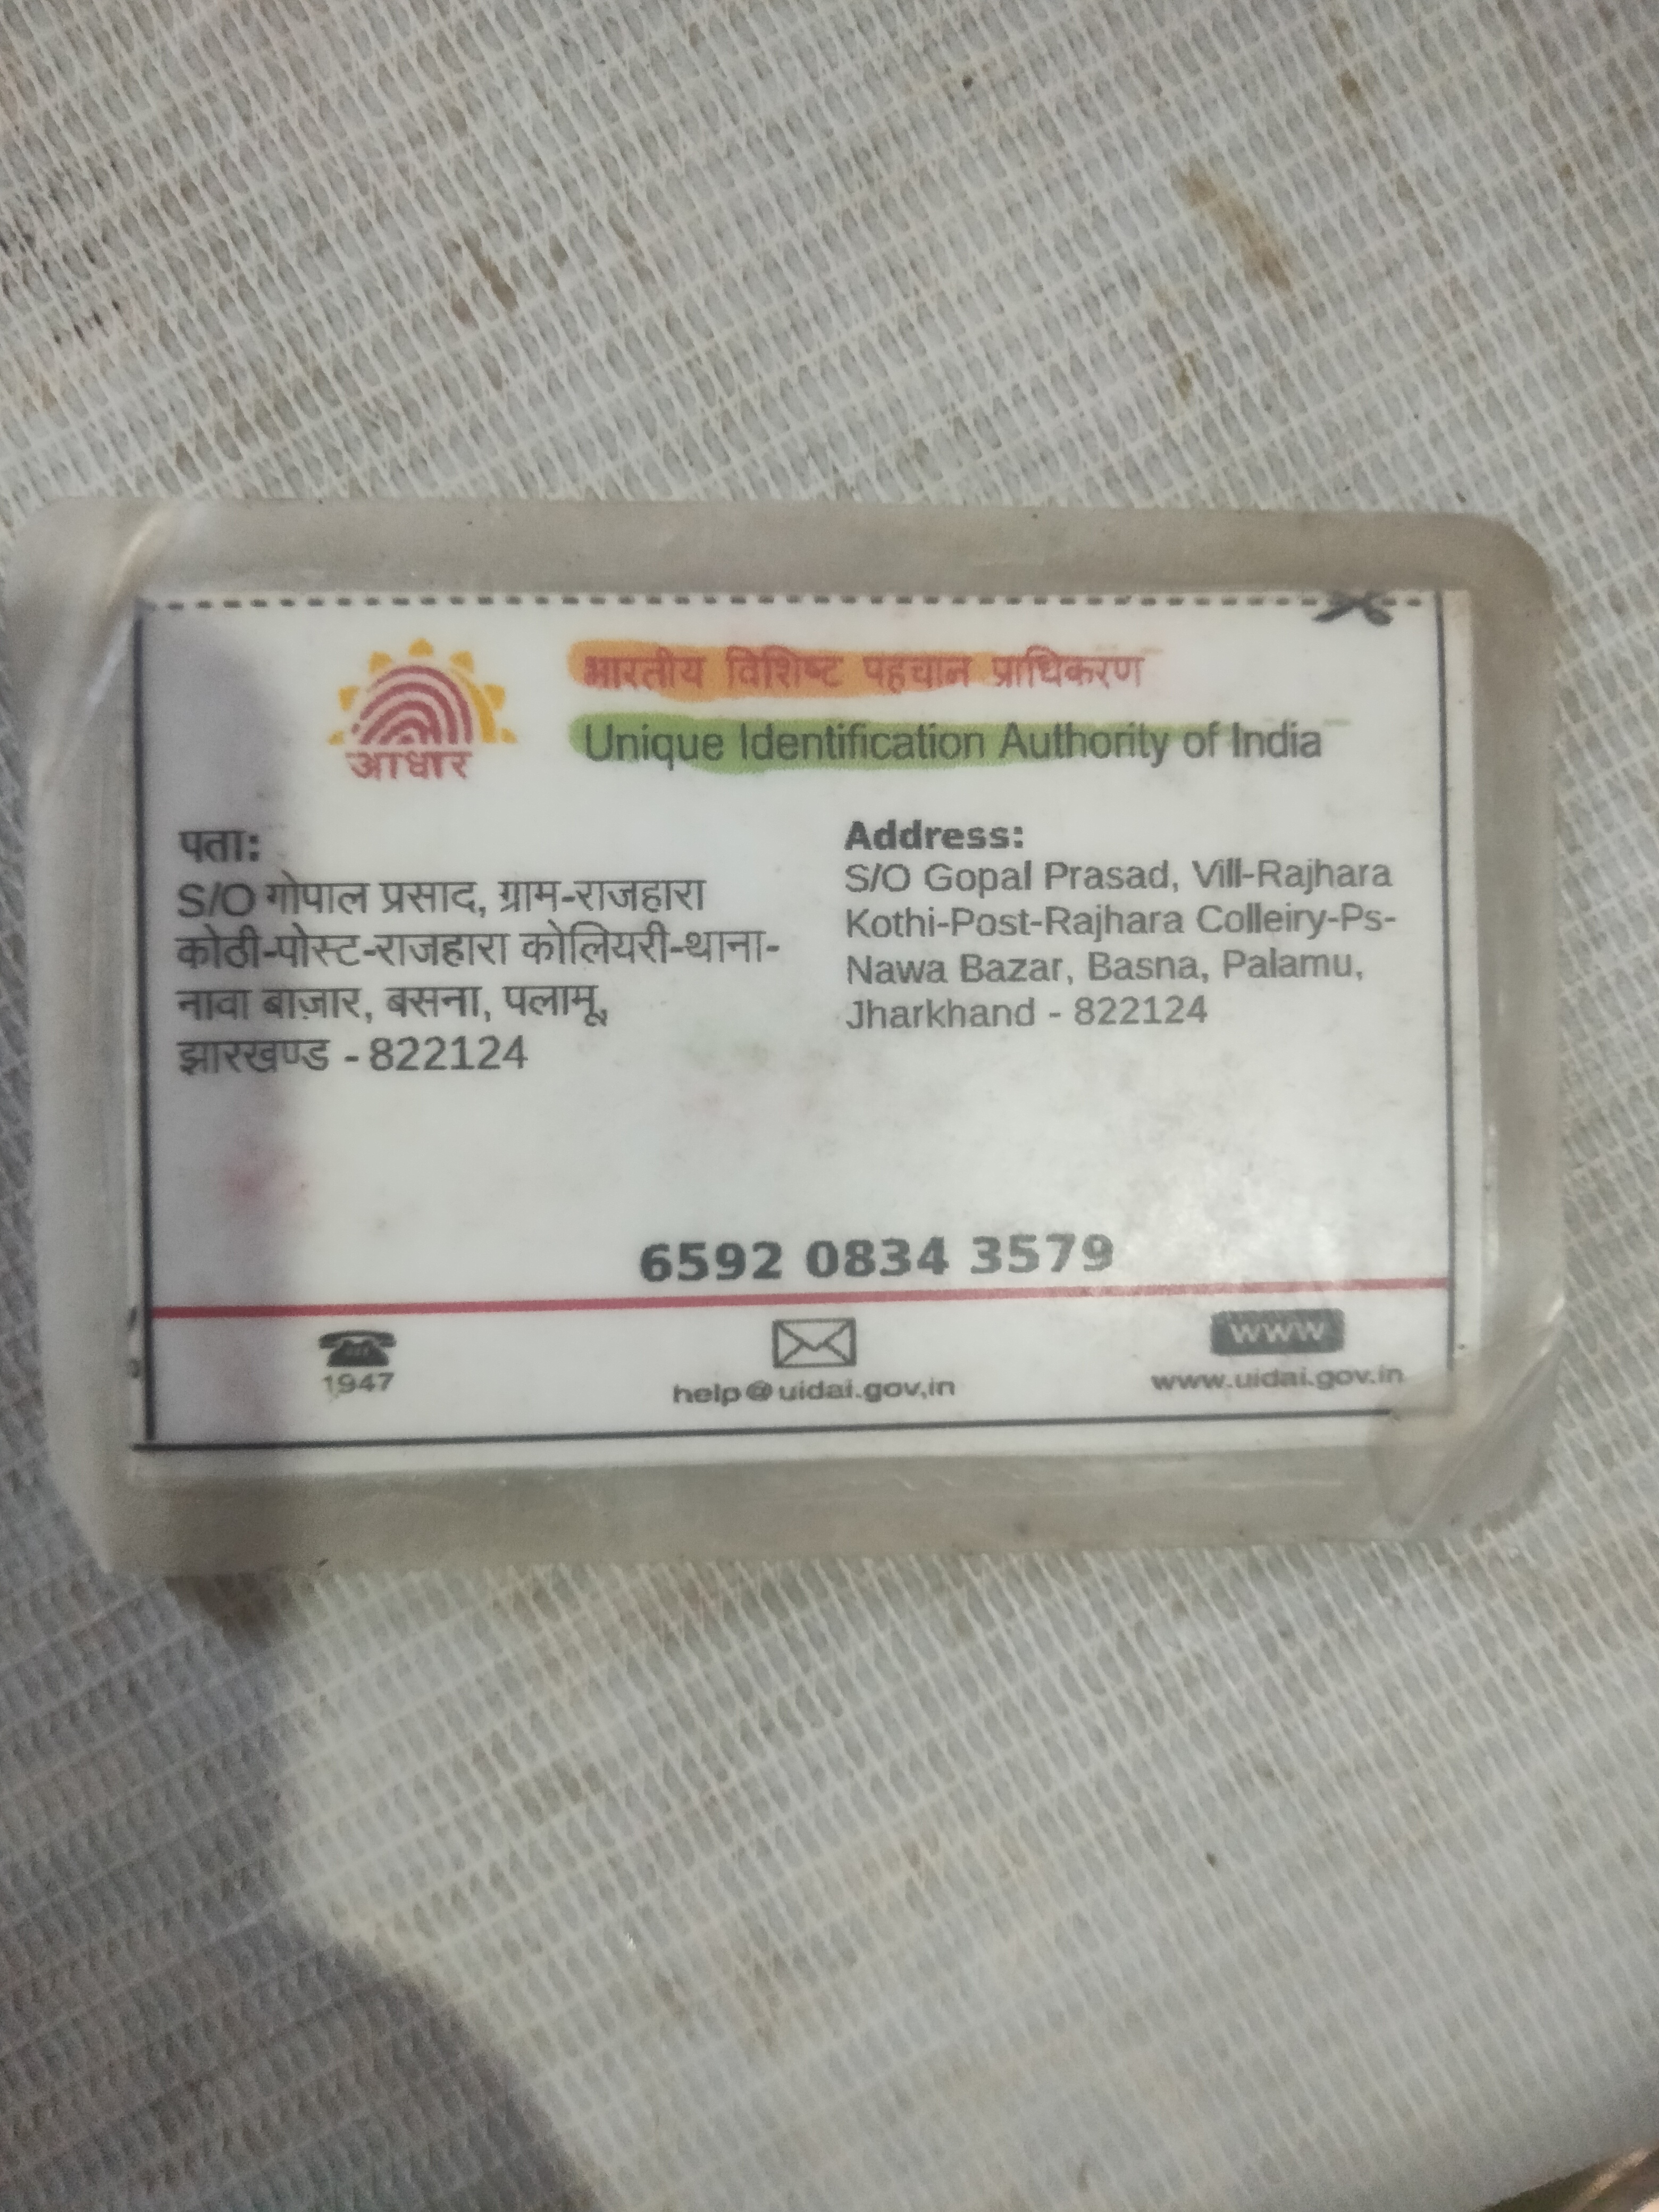 आधार
भारतीय विशिष्ट पहचान प्राधिकरण
Unique Identification Authority of India
पता:
S/O गोपाल प्रसाद, ग्राम-राजहारा
कोठी-पोस्ट-राजहारा कोलियरी-थाना-
नावा बाज़ार, बसना, पलामू,
झारखण्ड - 822124
Address:
S/O Gopal Prasad, Vill-Rajhara
Kothi-Post-Rajhara Colleiry-Ps-
Nawa Bazar, Basna, Palamu,
Jharkhand - 822124
6592 0834 3579
1947
help@uidai.gov.in
www
www.uidai.gov.in